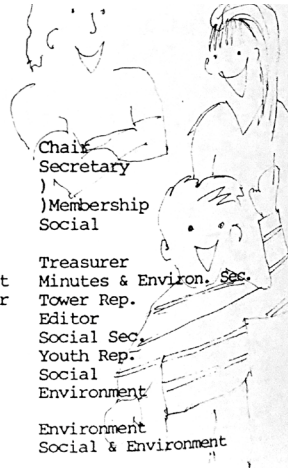 Chair
Secretary
)
)Membership
Social
Treasurer
t Minutes & Environ. Sec.
r Tower Rep.
Editor
Social Sec.
Youth Rep.
Social
Environment
Environment
Social & Environment